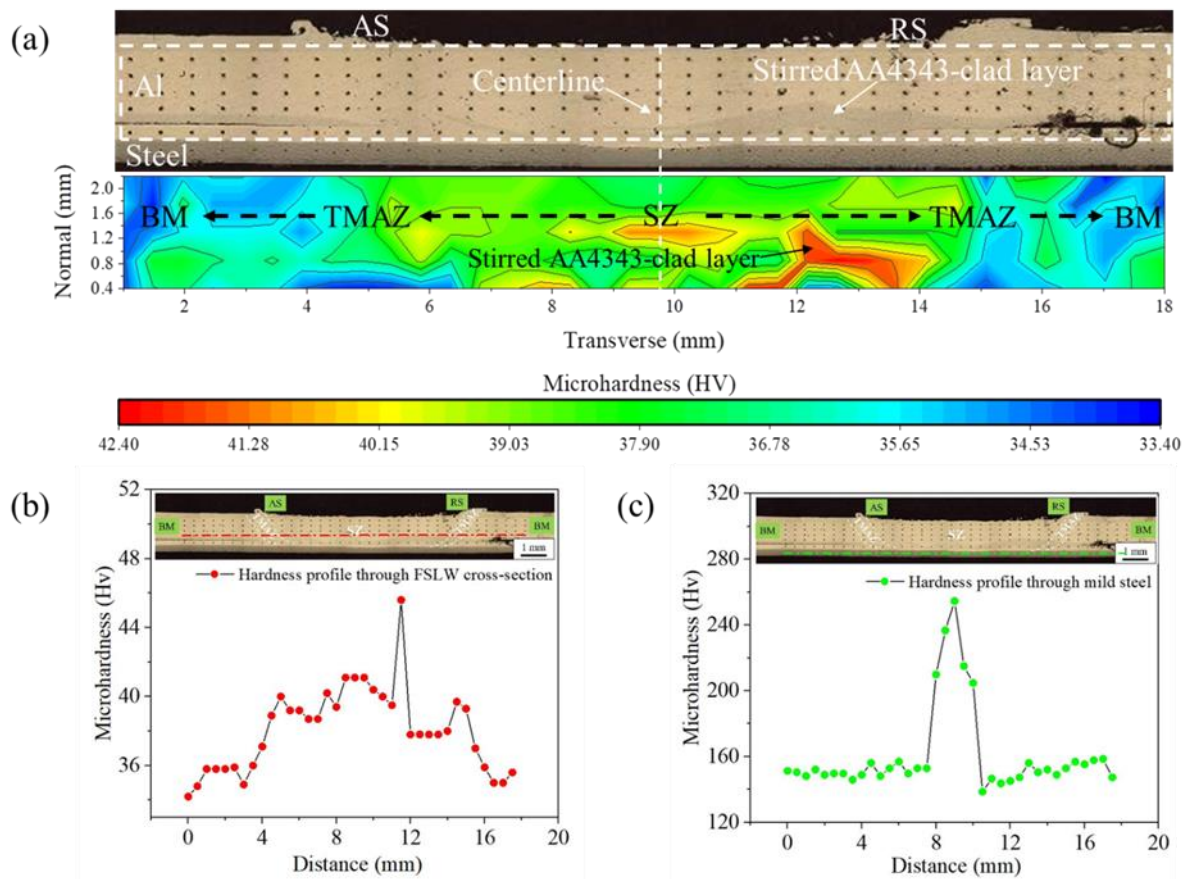 (a)
AS
RS
Al
Centerline
Stirred AA4343-clad layer
Steel
Normal (mm)
2.0
1.6
1.2
0.8
0.4
BM
TMAZ
SZ
TMAZ
BM
Stirred AA4343-clad layer
2 4 6 8 10 12 14 16 18
Transverse (mm)
Microhardness (HV)
42.40 41.28 40.15 39.03 37.90 36.78 35.65 34.53 33.40
(b)
Microhardness (Hv)
52
48
44
40
36
BM
AS
TMAZ
SZ
RS
TMAZ
BM
1 mm
Hardness profile through FSLW cross-section
0 4 8 12 16 20
Distance (mm)
(c)
Microhardness (Hv)
320
280
240
200
160
120
BM
AS
TMAZ
SZ
RS
TMAZ
BM
1 mm
Hardness profile through mild steel
0 4 8 12 16 20
Distance (mm)